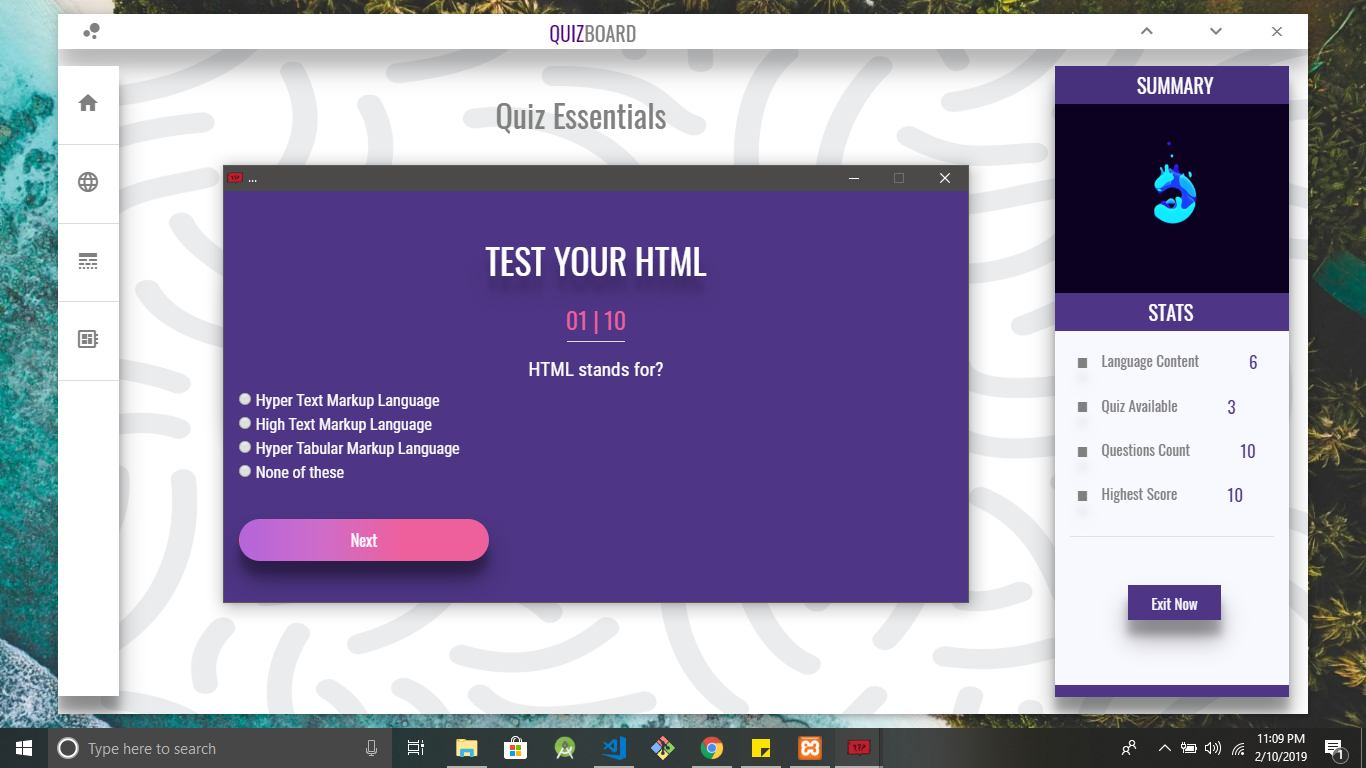 QUIZBOARD
Quiz Essentials
...
TEST YOUR HTML
01 | 10
HTML stands for?
Hyper Text Markup Language
High Text Markup Language
Hyper Tabular Markup Language
None of these
Next
SUMMARY
STATS
Language Content 6
Quiz Available 3
Questions Count 10
Highest Score 10
Exit Now
Type here to search
11:09 PM
2/10/2019
1